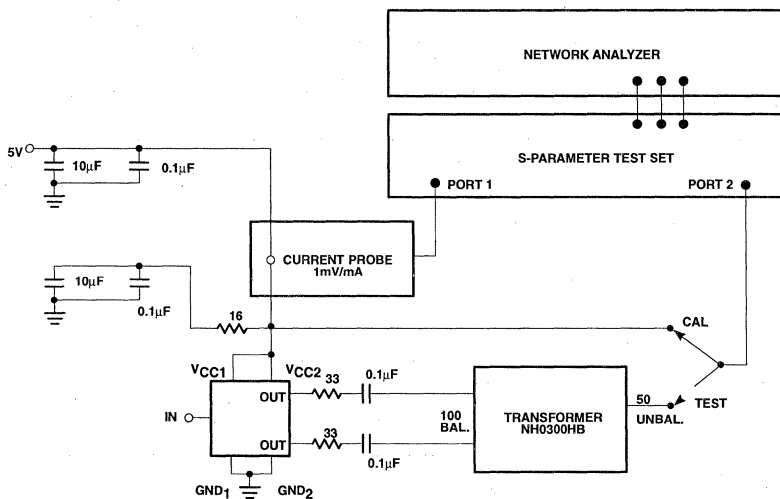 NETWORK ANALYZER
S-PARAMETER TEST SET
PORT 1
PORT 2
5V
10μF
0.1μF
CURRENT PROBE
1mV/mA
10μF
0.1μF
16
CAL
VCC1
VCC2
33
0.1μF
OUT
IN
OUT
33
0.1μF
100
BAL.
TRANSFORMER
NH0300HB
50
UNBAL.
TEST
GND1
GND2